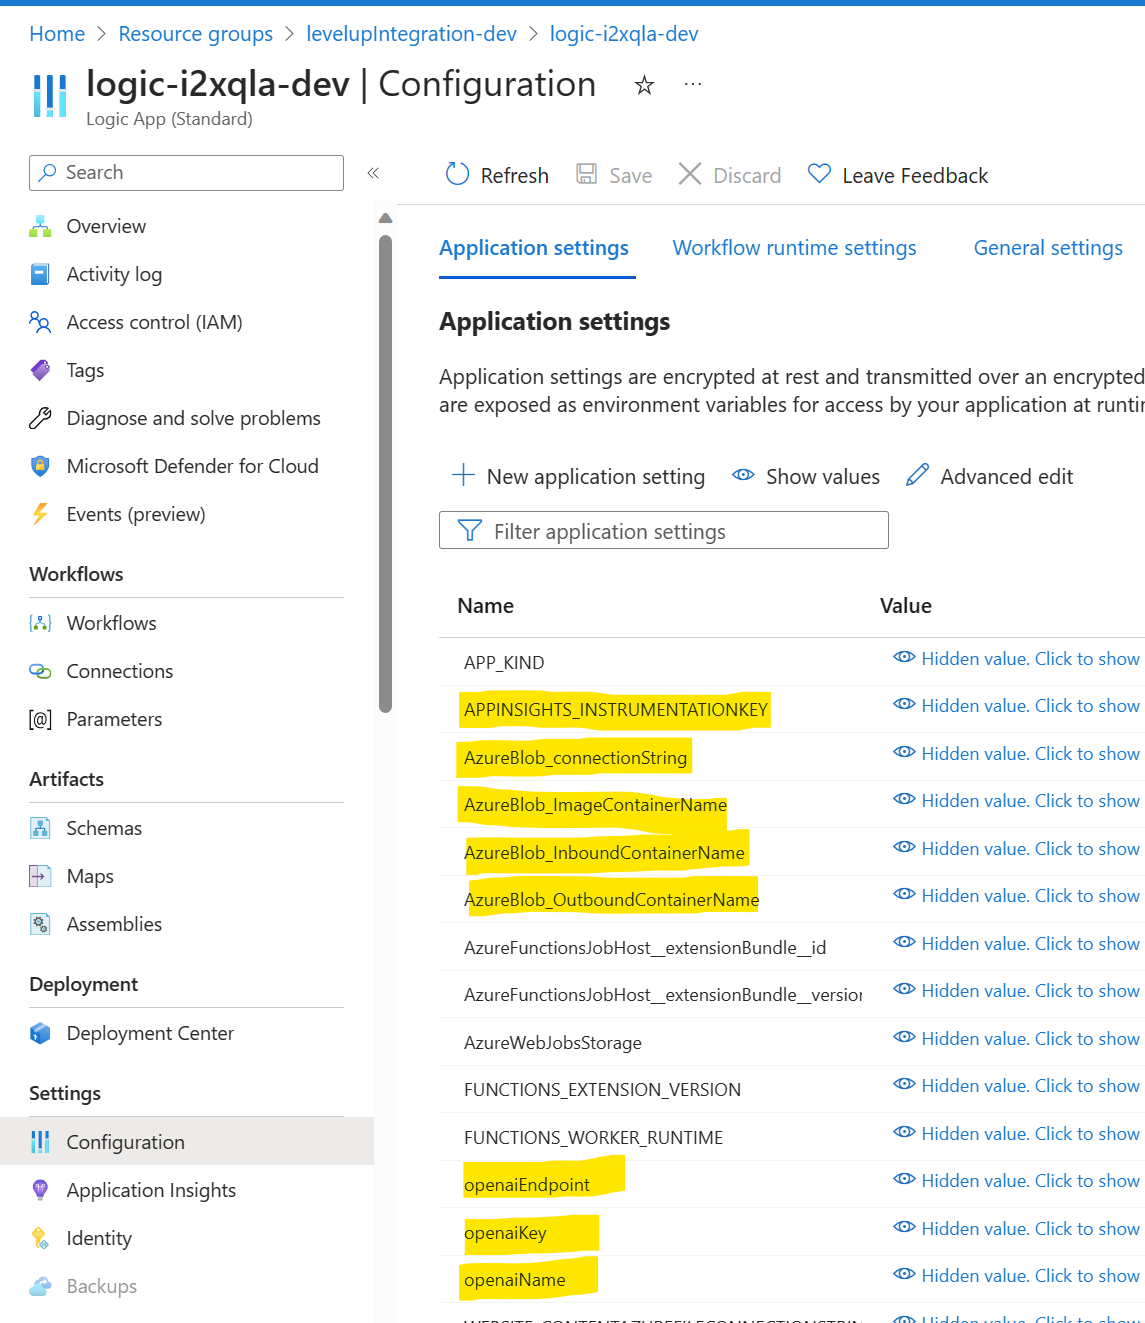 Home > Resource groups > levelupIntegration-dev > logic-i2xqla-dev
logic-i2xqla-dev | Configuration
Logic App (Standard)
Search
Overview
Activity log
Access control (IAM)
Tags
Diagnose and solve problems
Microsoft Defender for Cloud
Events (preview)
Workflows
Workflows
Connections
Parameters
Artifacts
Schemas
Maps
Assemblies
Deployment
Deployment Center
Settings
Configuration
Application Insights
Identity
Backups
Refresh Save Discard Leave Feedback
Application settings Workflow runtime settings General settings
Application settings
Application settings are encrypted at rest and transmitted over an encrypted
are exposed as environment variables for access by your application at
New application setting Show values Advanced edit
Filter application settings
Name Value
APP_KIND Hidden value. Click to show
APPINSIGHTS_INSTRUMENTATIONKEY Hidden value. Click to show
AzureBlob_connectionString Hidden value. Click to show
AzureBlob_ImageContainerName Hidden value. Click to show
AzureBlob_InboundContainerName Hidden value. Click to show
AzureBlob_OutboundContainerName Hidden value. Click to show
AzureFunctionsJobHost__extensionBundle__id Hidden value. Click to show
AzureFunctionsJobHost__extensionBundle__version Hidden value. Click to show
AzureWebJobsStorage Hidden value. Click to show
FUNCTIONS_EXTENSION_VERSION Hidden value. Click to show
FUNCTIONS_WORKER_RUNTIME Hidden value. Click to show
openaiEndpoint Hidden value. Click to show
openaiKey Hidden value. Click to show
openaiName Hidden value. Click to show